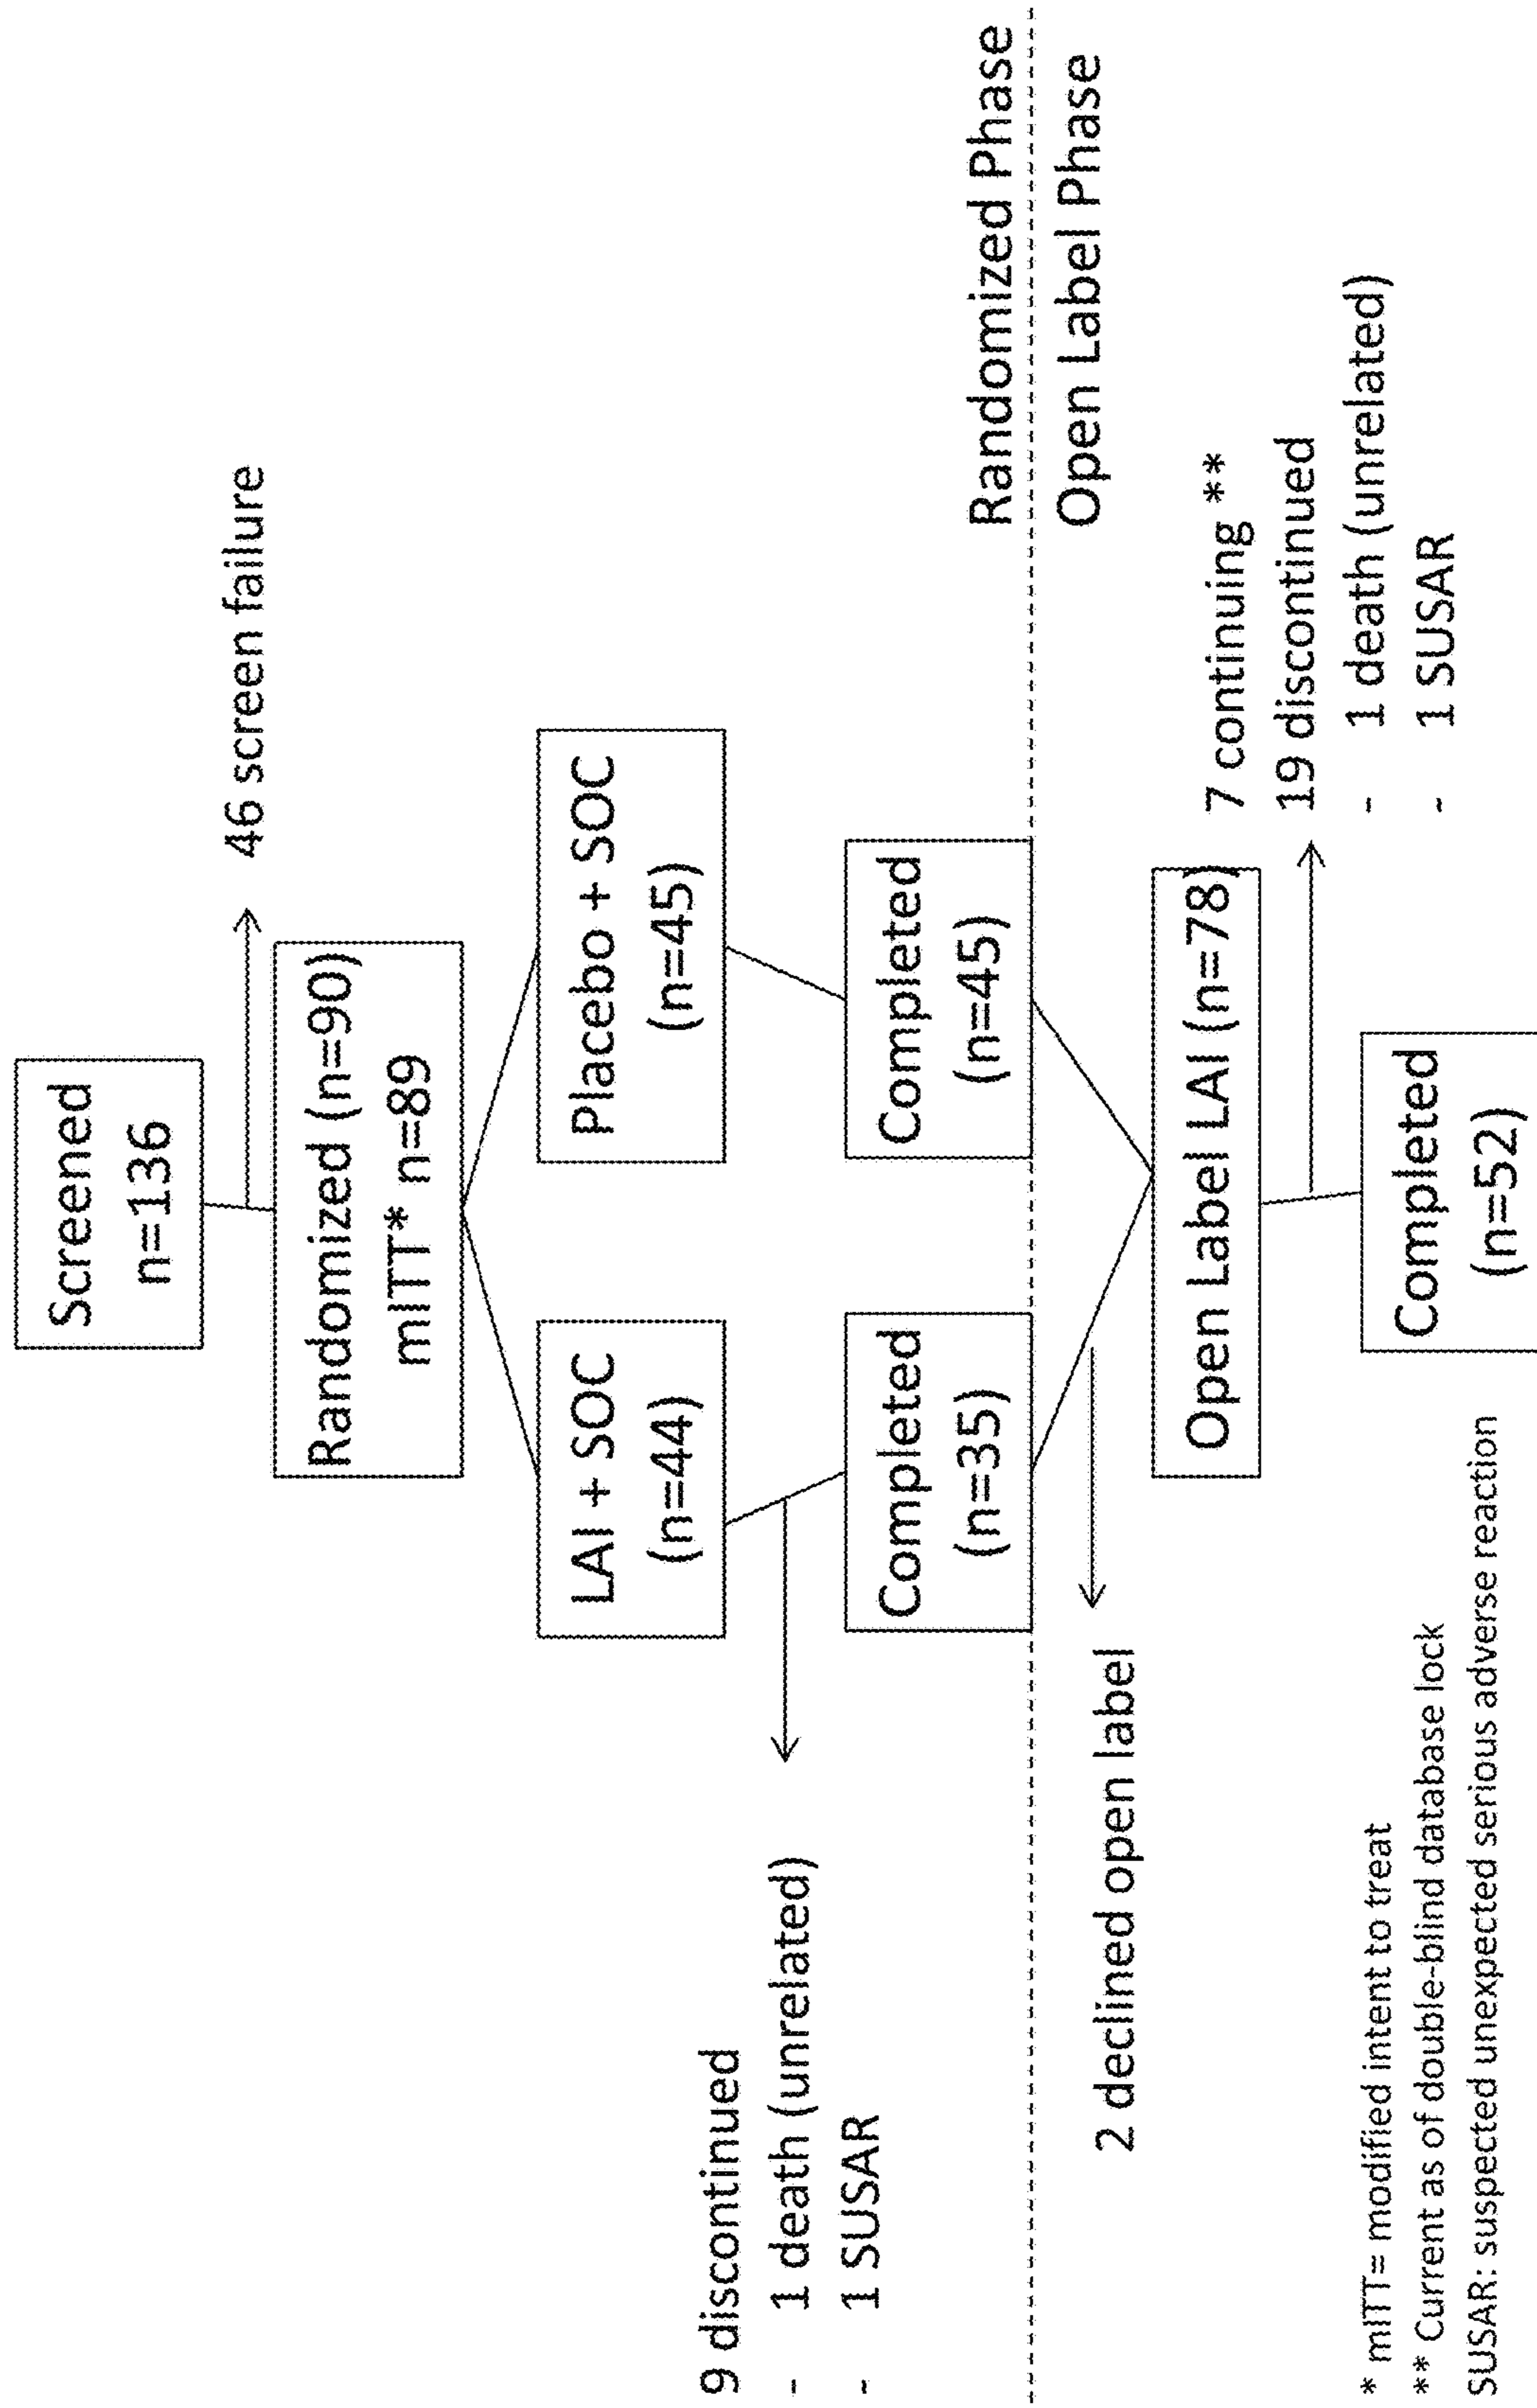 Screened
n=136
46 screen failure
Randomized (n=90)
mITT* n=89
LAI + SOC
(n=44)
Placebo + SOC
(n=45)
9 discontinued
- 1 death (unrelated)
- 1 SUSAR
Completed
(n=35)
Completed
(n=45)
Randomized Phase
Open Label Phase
2 declined open label
Open Label LAI (n=78)
7 continuing **
19 discontinued
- 1 death (unrelated)
- 1 SUSAR
Completed
(n=52)
* mITT= modified intent to treat
** Current as of double-blind database lock
SUSAR: suspected unexpected serious adverse reaction